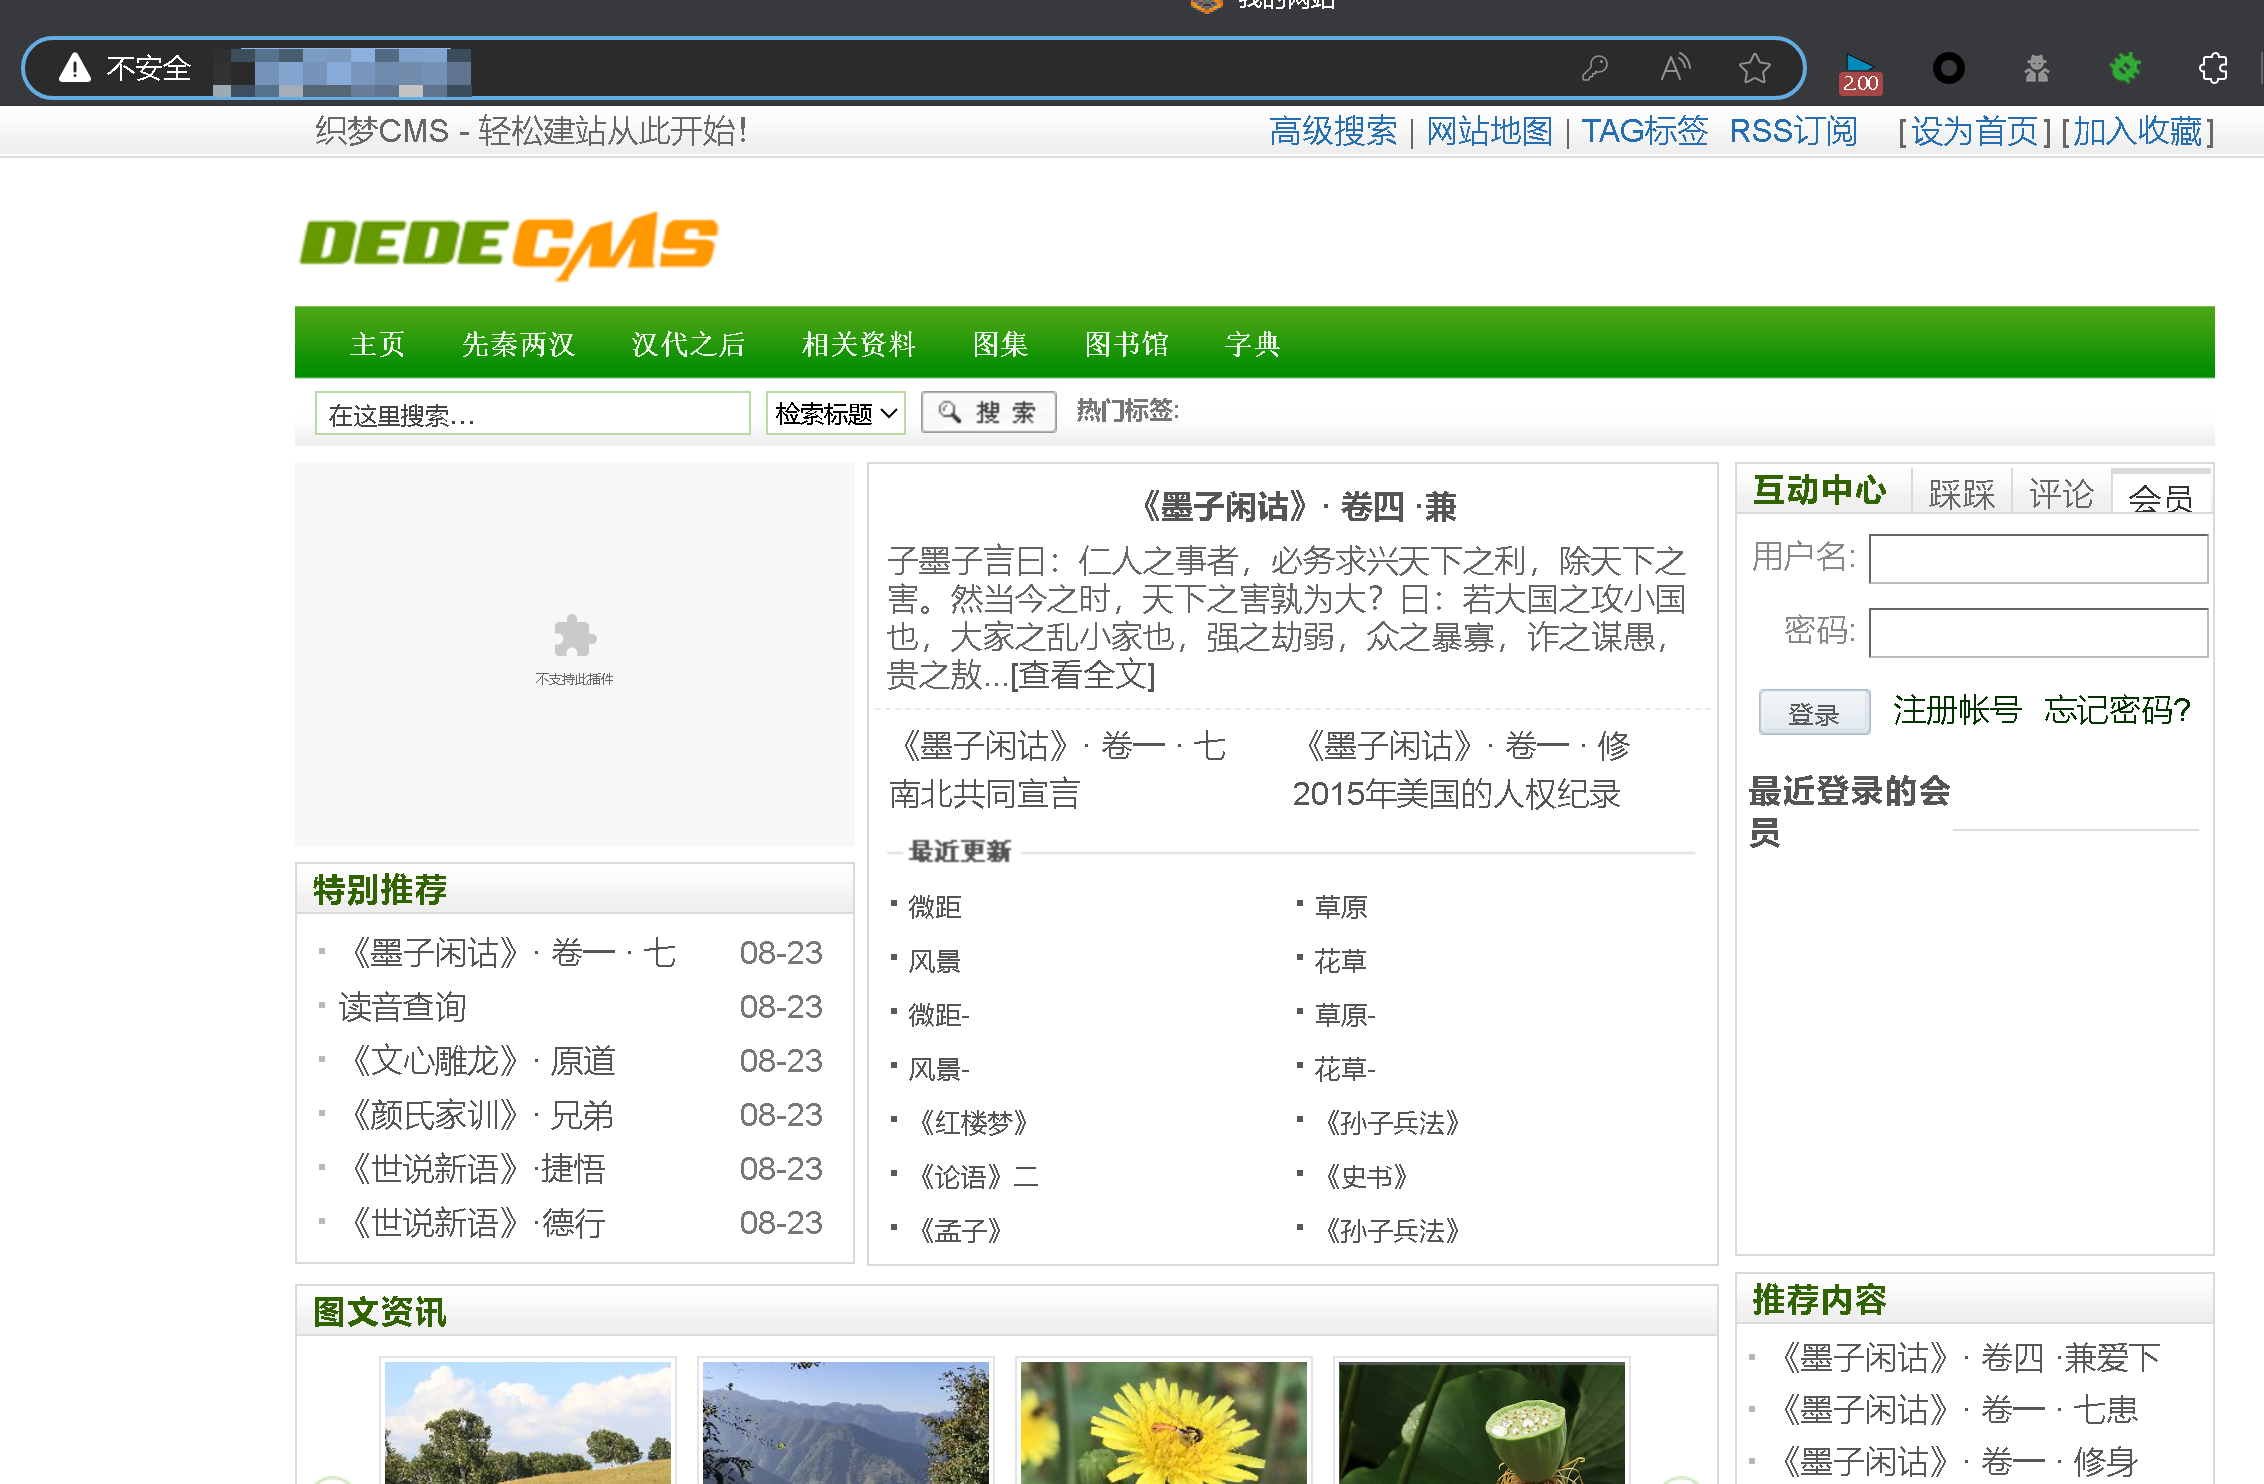 我的网站
不安全
2.00
织梦CMS - 轻松建站从此开始！
高级搜索 | 网站地图 | TAG标签 RSS订阅 [设为首页] [加入收藏]
DEDECMS
主页 先秦两汉 汉代之后 相关资料 图集 图书馆 字典
在这里搜索… 检索标题 搜 索 热门标签:
不支持此插件
特别推荐
《墨子闲诂》· 卷一 · 七 08-23
读音查询 08-23
《文心雕龙》· 原道 08-23
《颜氏家训》· 兄弟 08-23
《世说新语》·捷悟 08-23
《世说新语》·德行 08-23
《墨子闲诂》· 卷四 ·兼
子墨子言曰：仁人之事者，必务求兴天下之利，除天下之
害。然当今之时，天下之害孰为大？曰：若大国之攻小国
也，大家之乱小家也，强之劫弱，众之暴寡，诈之谋愚，
贵之敖...[查看全文]
《墨子闲诂》· 卷一 · 七 《墨子闲诂》· 卷一 · 修
南北共同宣言 2015年美国的人权纪录
最近更新
微距 草原
风景 花草
微距- 草原-
风景- 花草-
《红楼梦》 《孙子兵法》
《论语》二 《史书》
《孟子》 《孙子兵法》
互动中心 踩踩 评论 会员
用户名:
密码:
登录 注册帐号 忘记密码?
最近登录的会
员
图文资讯
推荐内容
《墨子闲诂》· 卷四 ·兼爱下
《墨子闲诂》· 卷一 · 七患
《墨子闲诂》· 卷一 · 修身